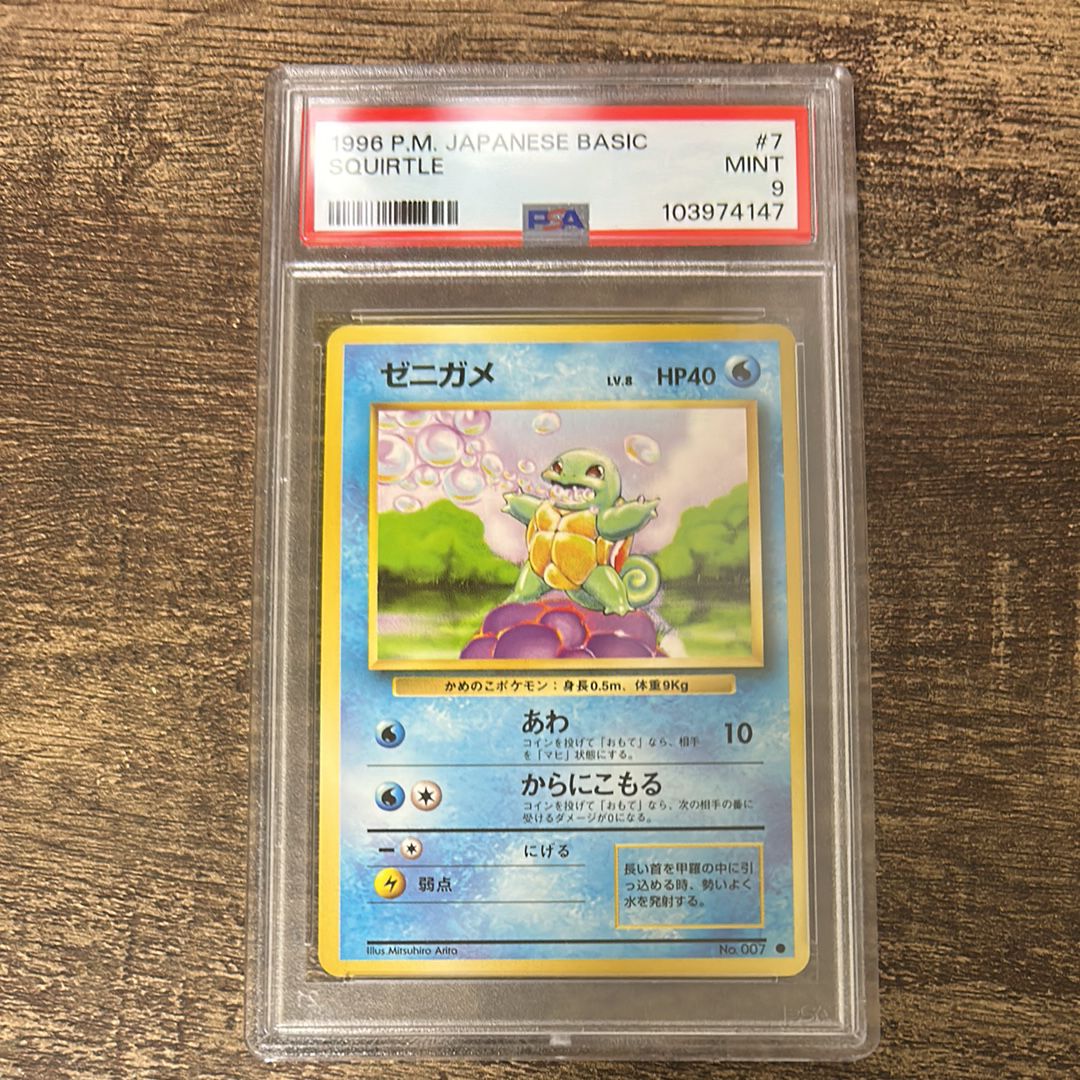 1996 P.M. JAPANESE BASIC #7
SQUIRTLE MINT
9
PSA 103974147
ゼニガメ LV.8 HP40
かめのこポケモン：身長0.5m、体重9Kg
あわ 10
コインを投げて「おもて」なら、相手
を「マヒ」状態にする。
からにこもる
コインを投げて「おもて」なら、次の相手の番に
受けるダメージが0になる。
にげる
弱点
長い首を甲羅の中に引
っ込める時、勢いよく
水を発射する。
Illus.Mitsuhiro Arita No. 007 ●